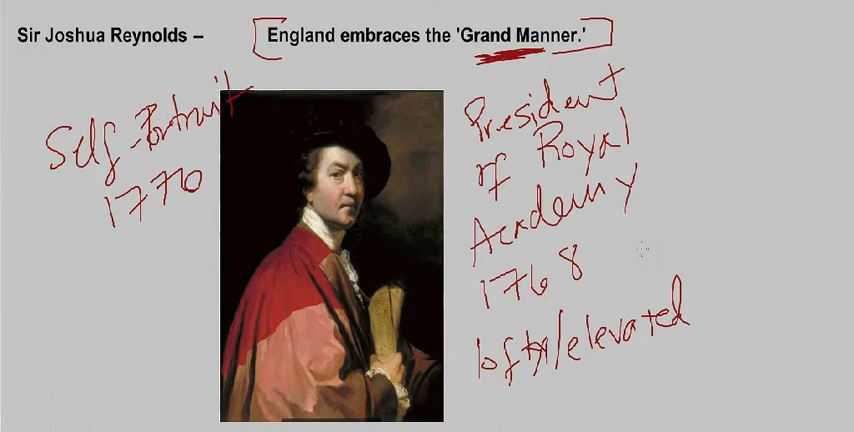 Sir Joshua Reynolds – England embraces the 'Grand Manner.'
Self-Portrait
1770
President
of Royal
Academy
1768
lofty/elevated